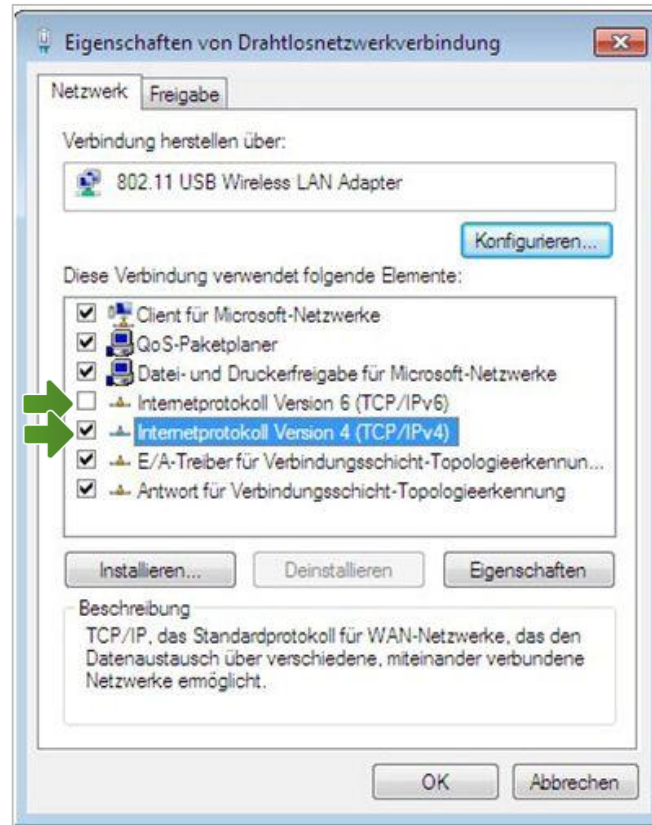 Eigenschaften von Drahtlosnetzwerkverbindung
Netzwerk
Freigabe
Verbindung herstellen über:
802.11 USB Wireless LAN Adapter
Konfigurieren...
Diese Verbindung verwendet folgende Elemente:
Client für Microsoft-Netzwerke
QoS-Paketplaner
Datei- und Druckerfreigabe für Microsoft-Netzwerke
Internetprotokoll Version 6 (TCP/IPv6)
Internetprotokoll Version 4 (TCP/IPv4)
E/A-Treiber für Verbindungsschicht-Topologieerkennun...
Antwort für Verbindungsschicht-Topologieerkennung
Installieren...
Deinstallieren
Eigenschaften
Beschreibung
TCP/IP, das Standardprotokoll für WAN-Netzwerke, das den
Datenaustausch über verschiedene, miteinander verbundene
Netzwerke ermöglicht.
OK
Abbrechen